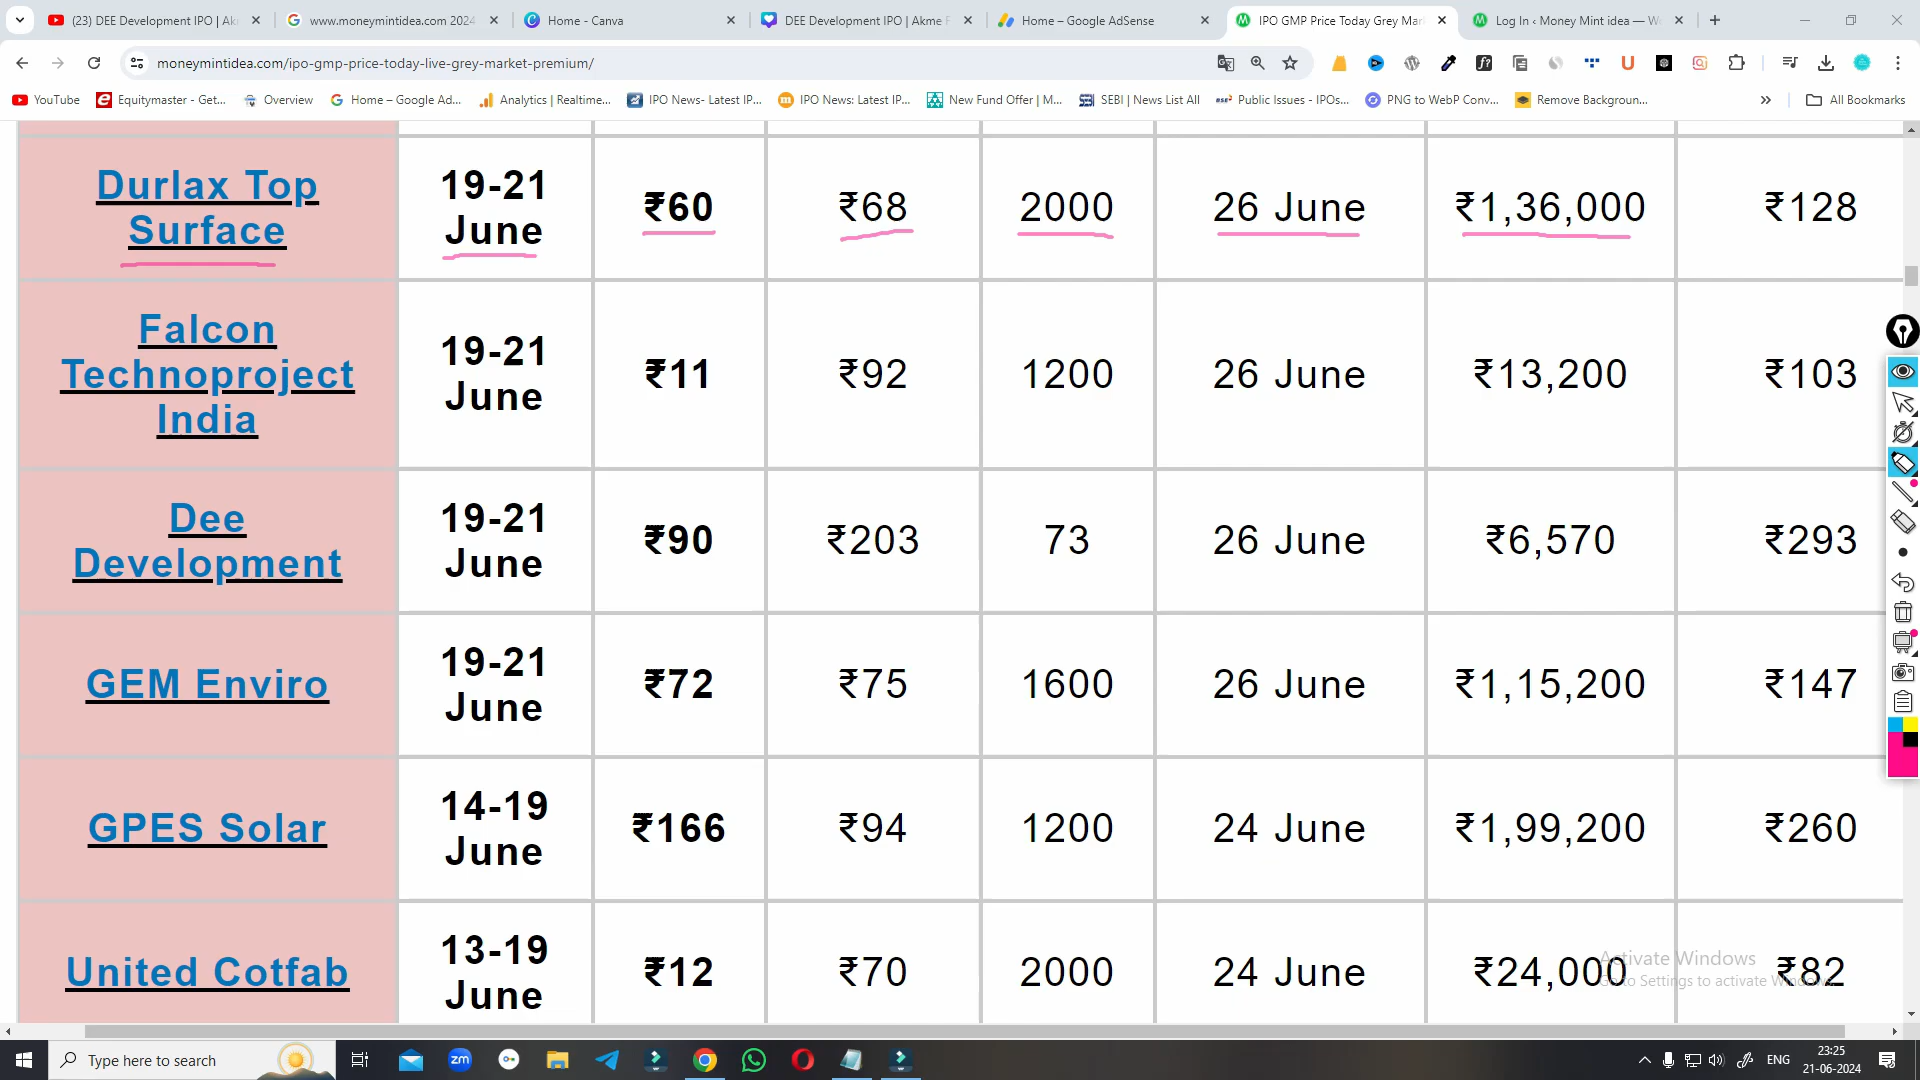 (23) DEE Development IPO | Ak
www.moneymintidea.com 2024
Home - Canva
DEE Development IPO | Akme F
Home – Google AdSense
IPO GMP Price Today Grey Mar
Log In ‹ Money Mint idea — W
moneymintidea.com/ipo-gmp-price-today-live-grey-market-premium/
YouTube
Equitymaster - Get...
Overview
Home – Google Ad...
Analytics | Realtime...
IPO News- Latest IP...
IPO News: Latest IP...
New Fund Offer | M...
SEBI | News List All
Public Issues - IPOs...
PNG to WebP Conv...
Remove Backgroun...
All Bookmarks
Durlax Top Surface 19-21 June ₹60 ₹68 2000 26 June ₹1,36,000 ₹128
Falcon Technoproject India 19-21 June ₹11 ₹92 1200 26 June ₹13,200 ₹103
Dee Development 19-21 June ₹90 ₹203 73 26 June ₹6,570 ₹293
GEM Enviro 19-21 June ₹72 ₹75 1600 26 June ₹1,15,200 ₹147
GPES Solar 14-19 June ₹166 ₹94 1200 24 June ₹1,99,200 ₹260
United Cotfab 13-19 June ₹12 ₹70 2000 24 June ₹24,000 ₹82
Activate Windows
Go to Settings to activate Windows.
Type here to search
zm
ENG
23:25
21-06-2024